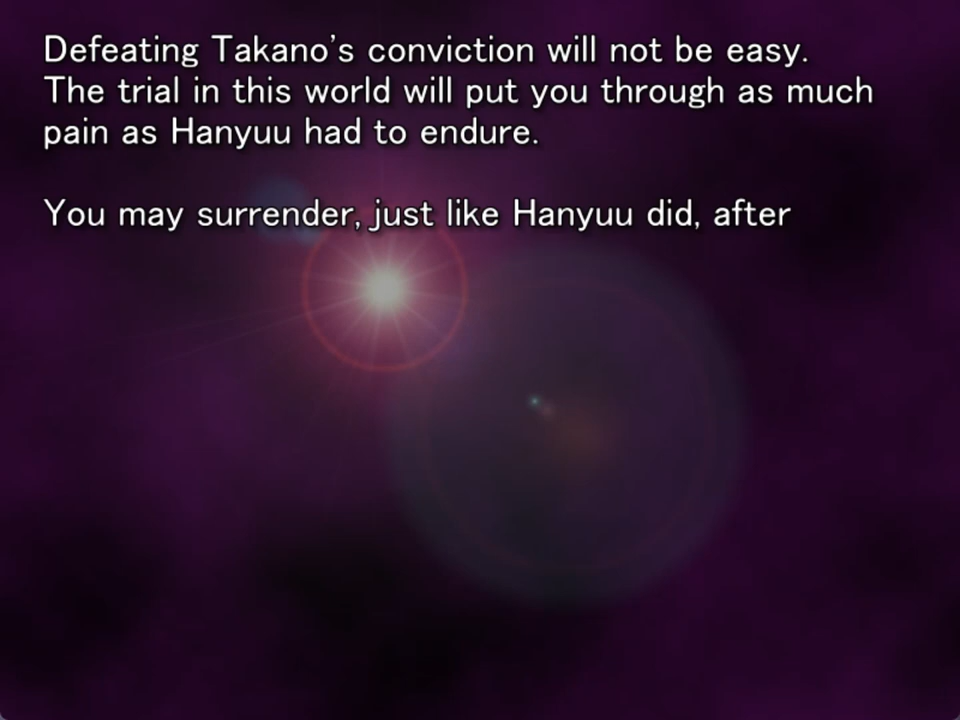 Defeating Takano's conviction will not be easy.
The trial in this world will put you through as much
pain as Hanyuu had to endure.
You may surrender, just like Hanyuu did, after